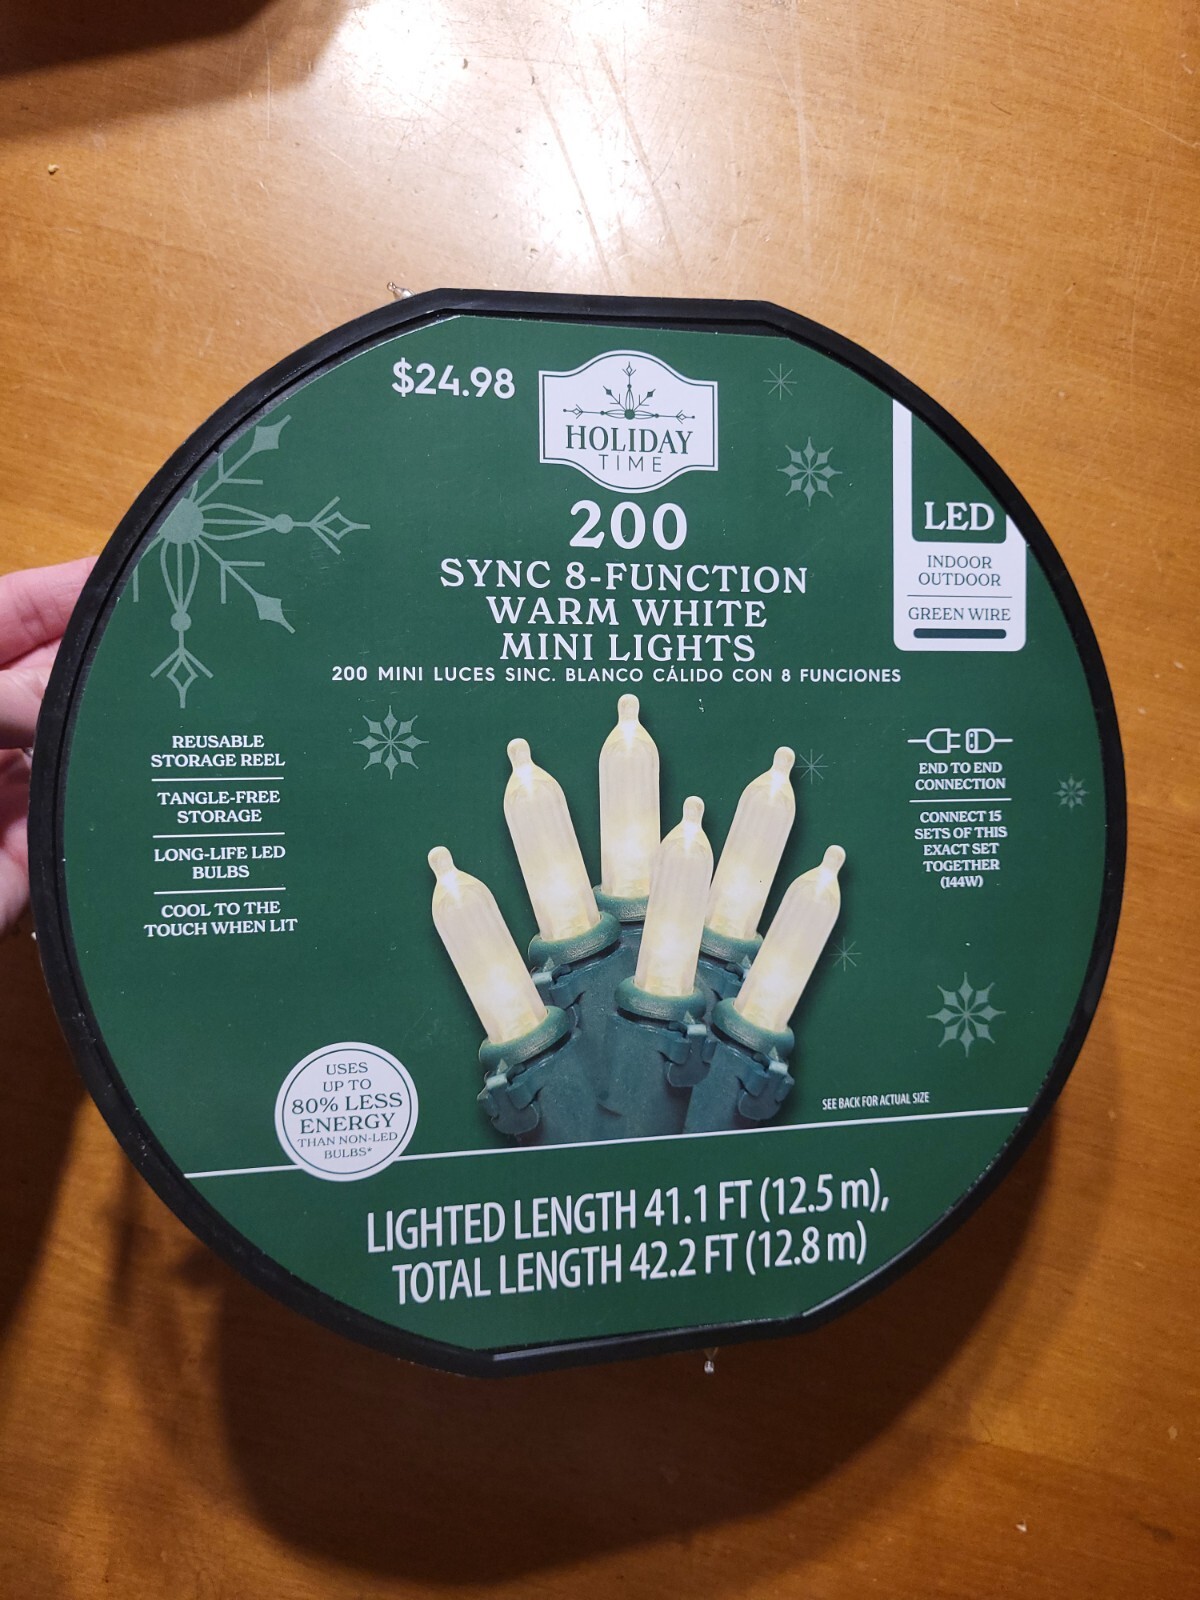 $24.98
HOLIDAY
TIME
200
SYNC 8-FUNCTION
WARM WHITE
MINI LIGHTS
200 MINI LUCES SINC. BLANCO CÁLIDO CON 8 FUNCIONES
LED
INDOOR
OUTDOOR
GREEN WIRE
REUSABLE
STORAGE REEL
TANGLE-FREE
STORAGE
LONG-LIFE LED
BULBS
COOL TO THE
TOUCH WHEN LIT
END TO END
CONNECTION
CONNECT 15
SETS OF THIS
EXACT SET
TOGETHER
(144W)
USES
UP TO
80% LESS
ENERGY
THAN NON-LED
BULBS*
SEE BACK FOR ACTUAL SIZE
LIGHTED LENGTH 41.1 FT (12.5 m),
TOTAL LENGTH 42.2 FT (12.8 m)